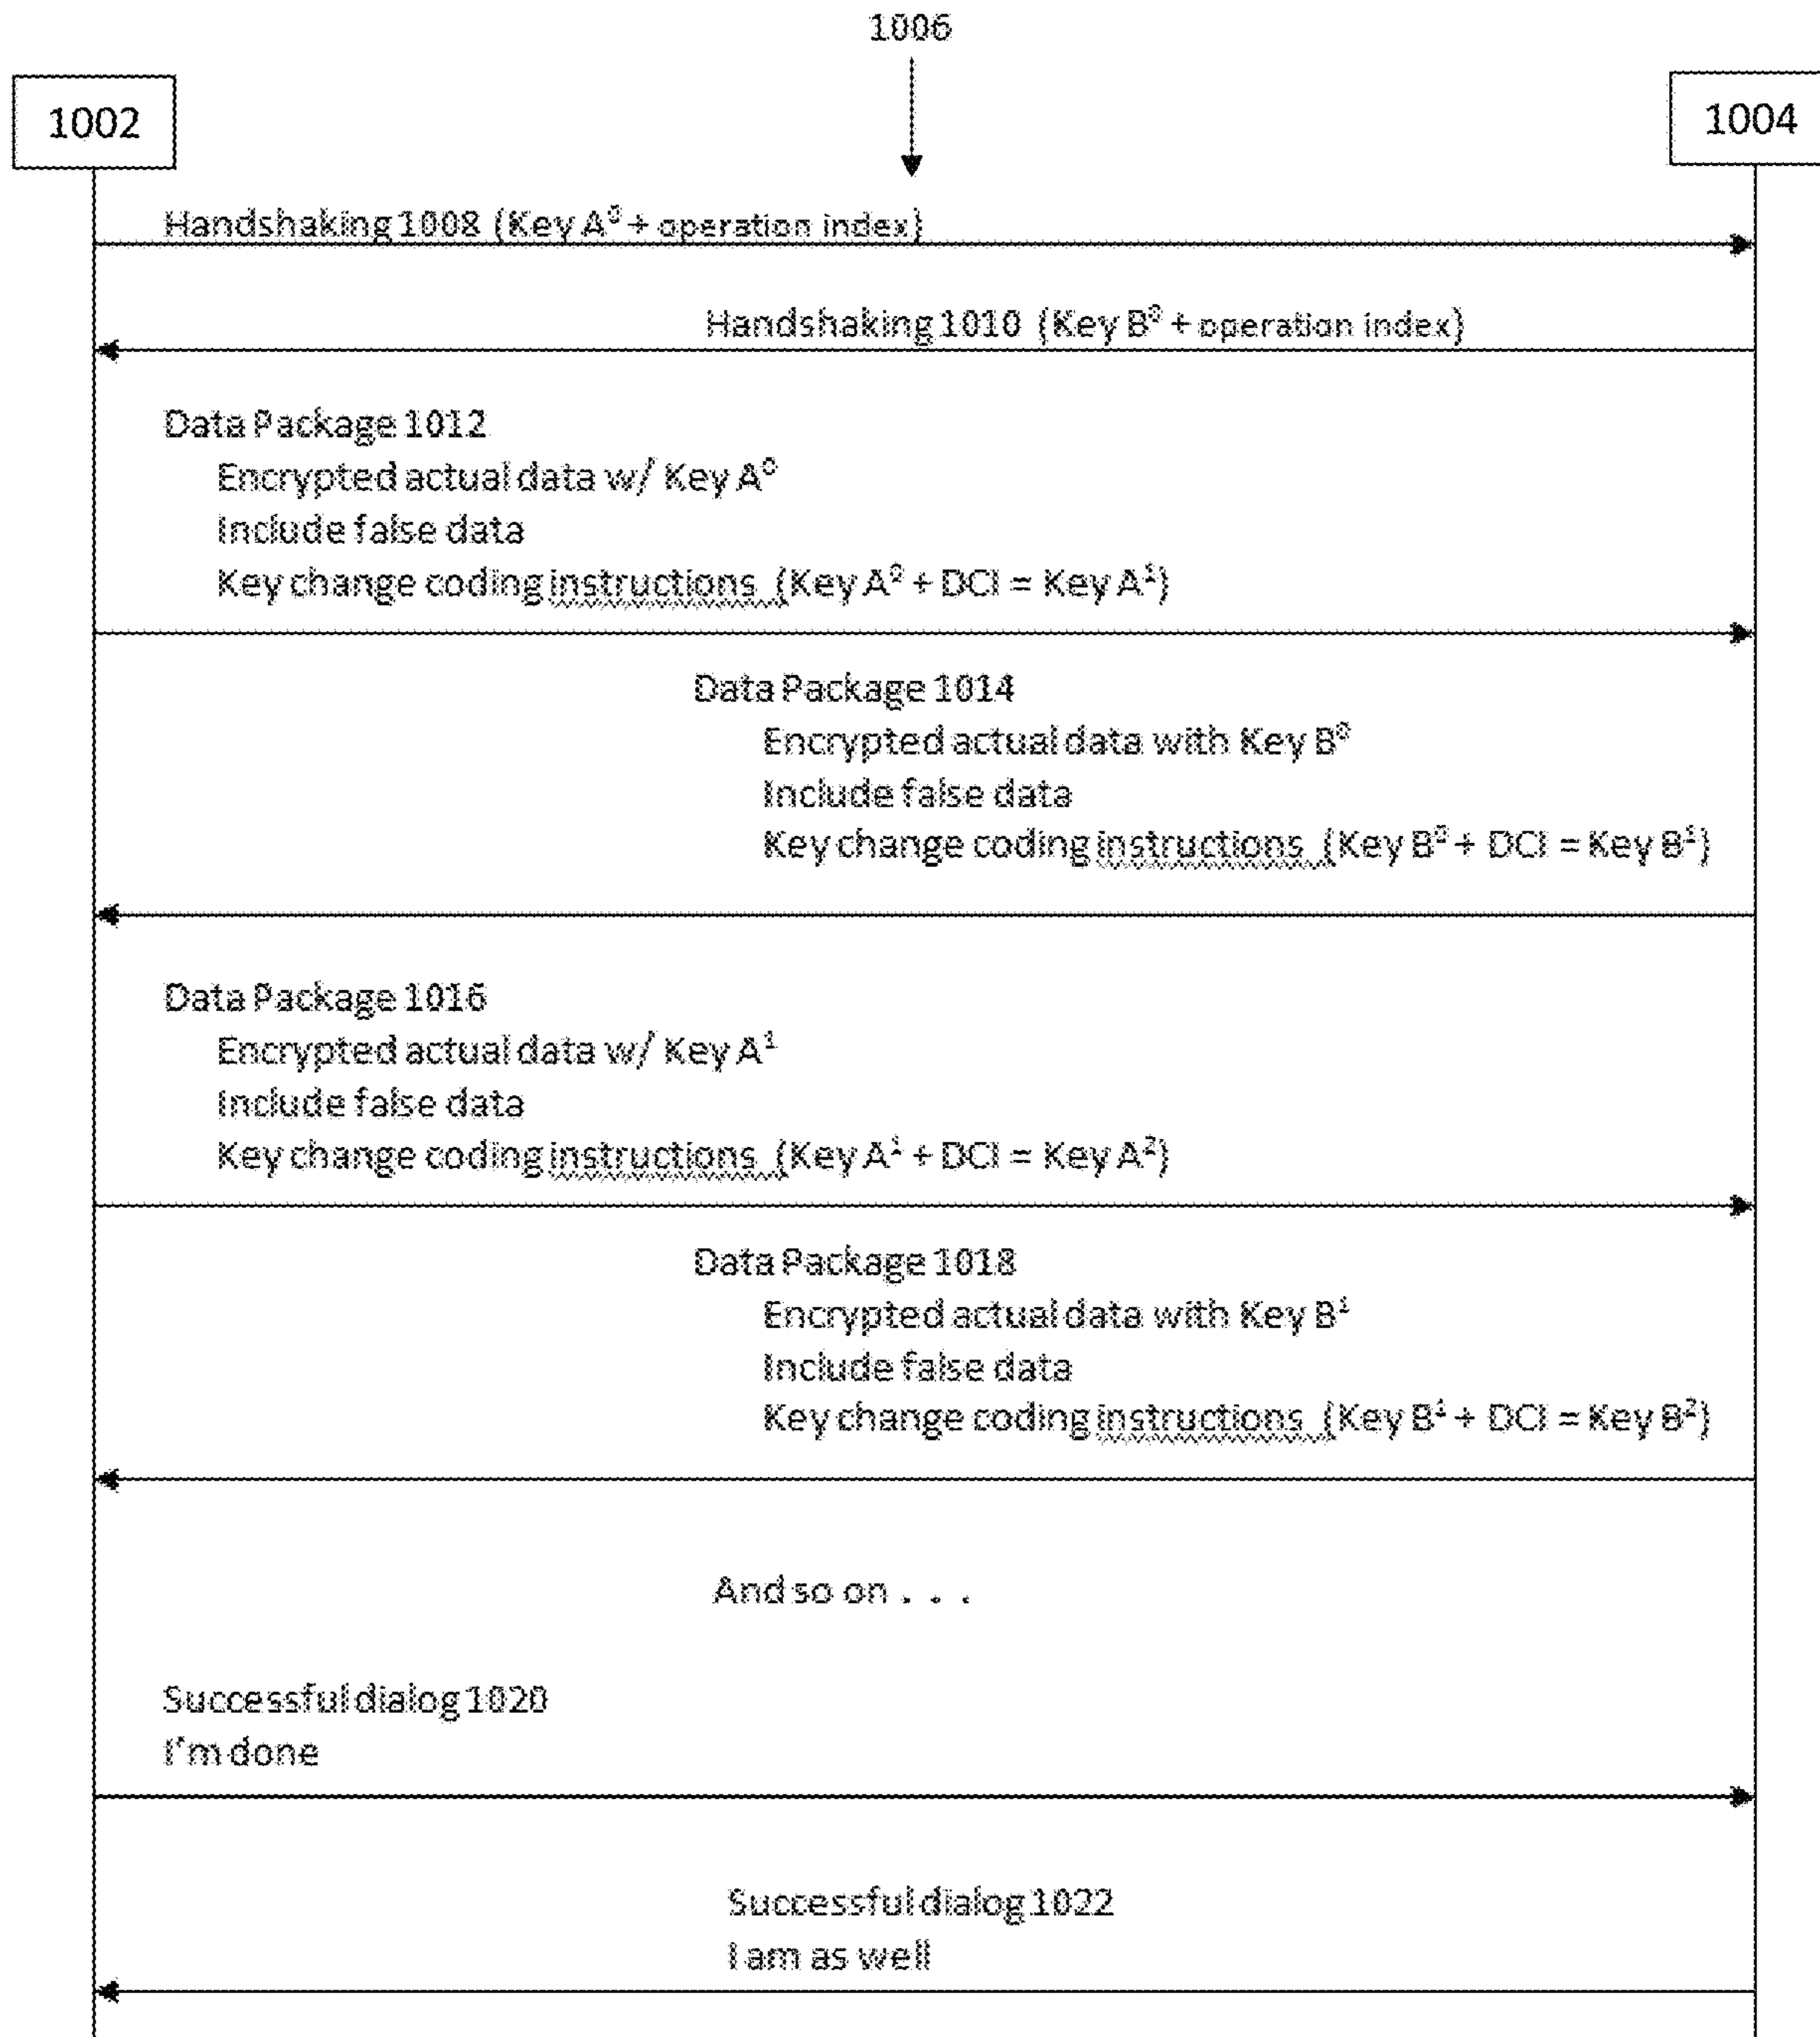 1006
1002
1004
Handshaking 1008 (Key A⁰ + operation index)
Handshaking 1010 (Key B⁰ + operation index)
Data Package 1012
Encrypted actual data w/ Key A⁰
Include false data
Key change coding instructions (Key A⁰ + DCI = Key A¹)
Data Package 1014
Encrypted actual data with Key B⁰
Include false data
Key change coding instructions (Key B⁰ + DCI = Key B¹)
Data Package 1016
Encrypted actual data w/ Key A¹
Include false data
Key change coding instructions (Key A¹ + DCI = Key A²)
Data Package 1018
Encrypted actual data with Key B¹
Include false data
Key change coding instructions (Key B¹ + DCI = Key B²)
And so on . . .
Successful dialog 1020
I'm done
Successful dialog 1022
I am as well